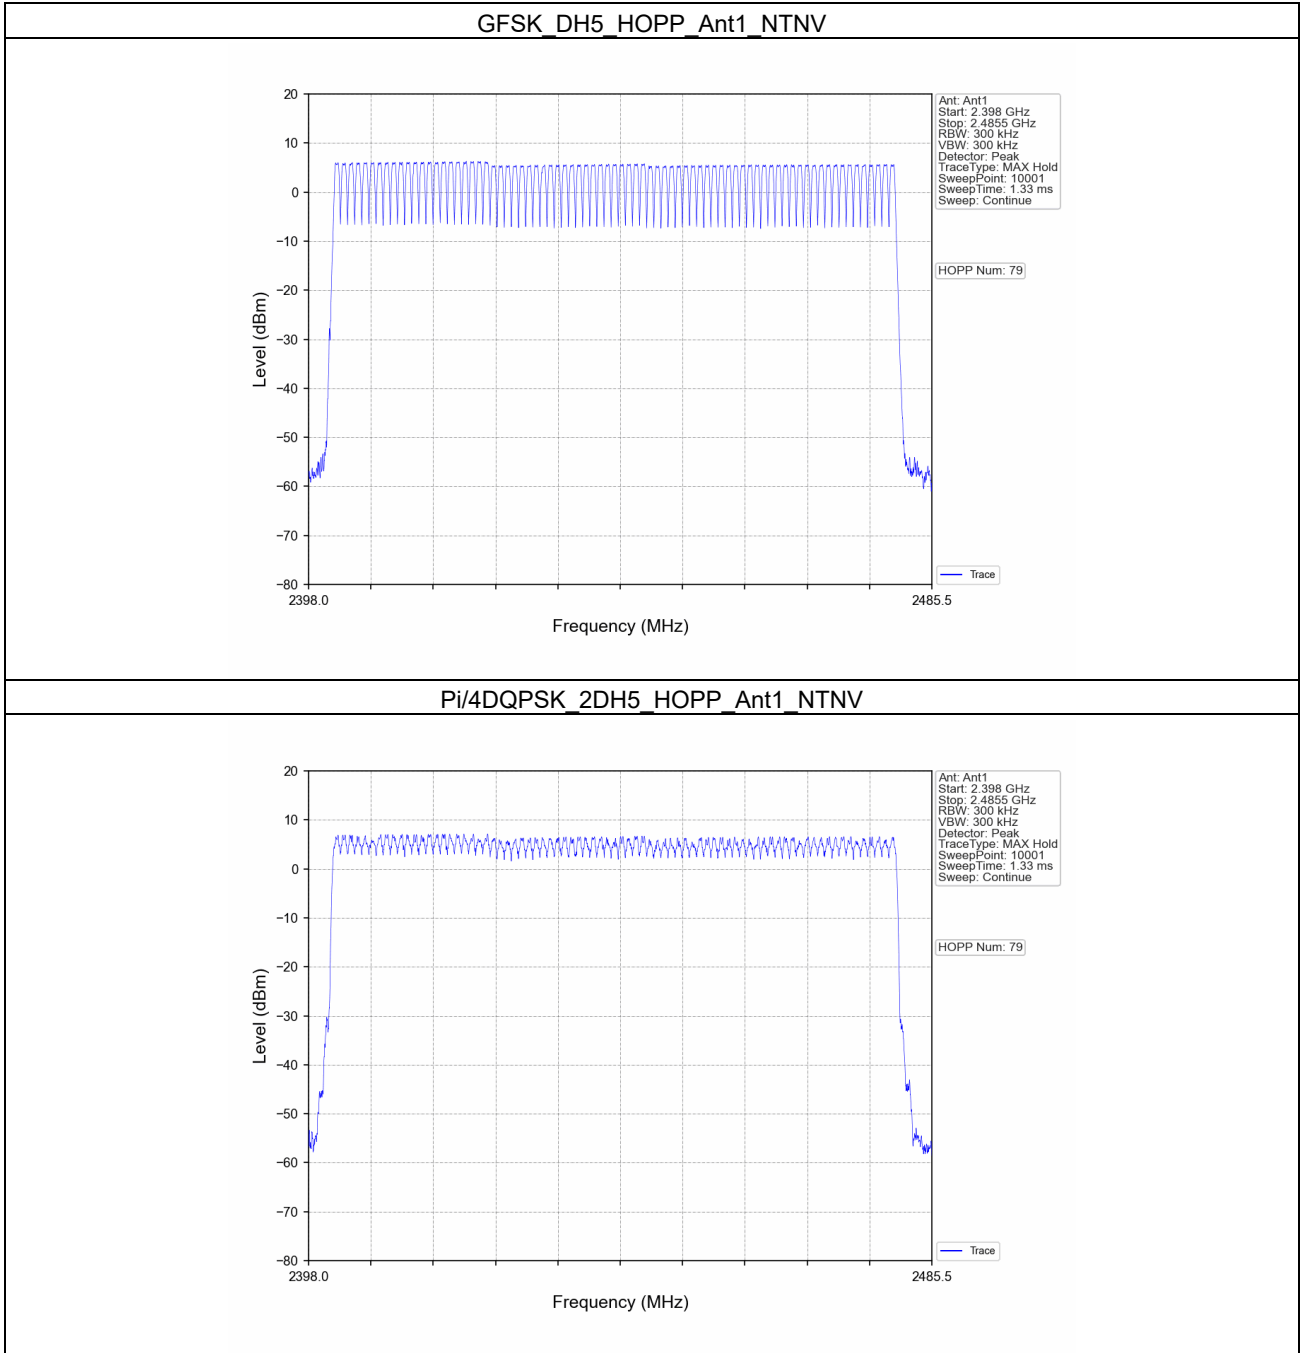 GFSK_DH5_HOPP_Ant1_NTNV
20
10
0
−10
−20
−30
−40
−50
−60
−70
−80
Level (dBm)
2398.0
2485.5
Frequency (MHz)
Ant: Ant1
Start: 2.398 GHz
Stop: 2.4855 GHz
RBW: 300 kHz
VBW: 300 kHz
Detector: Peak
TraceType: MAX Hold
SweepPoint: 10001
SweepTime: 1.33 ms
Sweep: Continue
HOPP Num: 79
Trace
Pi/4DQPSK_2DH5_HOPP_Ant1_NTNV
20
10
0
−10
−20
−30
−40
−50
−60
−70
−80
Level (dBm)
2398.0
2485.5
Frequency (MHz)
Ant: Ant1
Start: 2.398 GHz
Stop: 2.4855 GHz
RBW: 300 kHz
VBW: 300 kHz
Detector: Peak
TraceType: MAX Hold
SweepPoint: 10001
SweepTime: 1.33 ms
Sweep: Continue
HOPP Num: 79
Trace